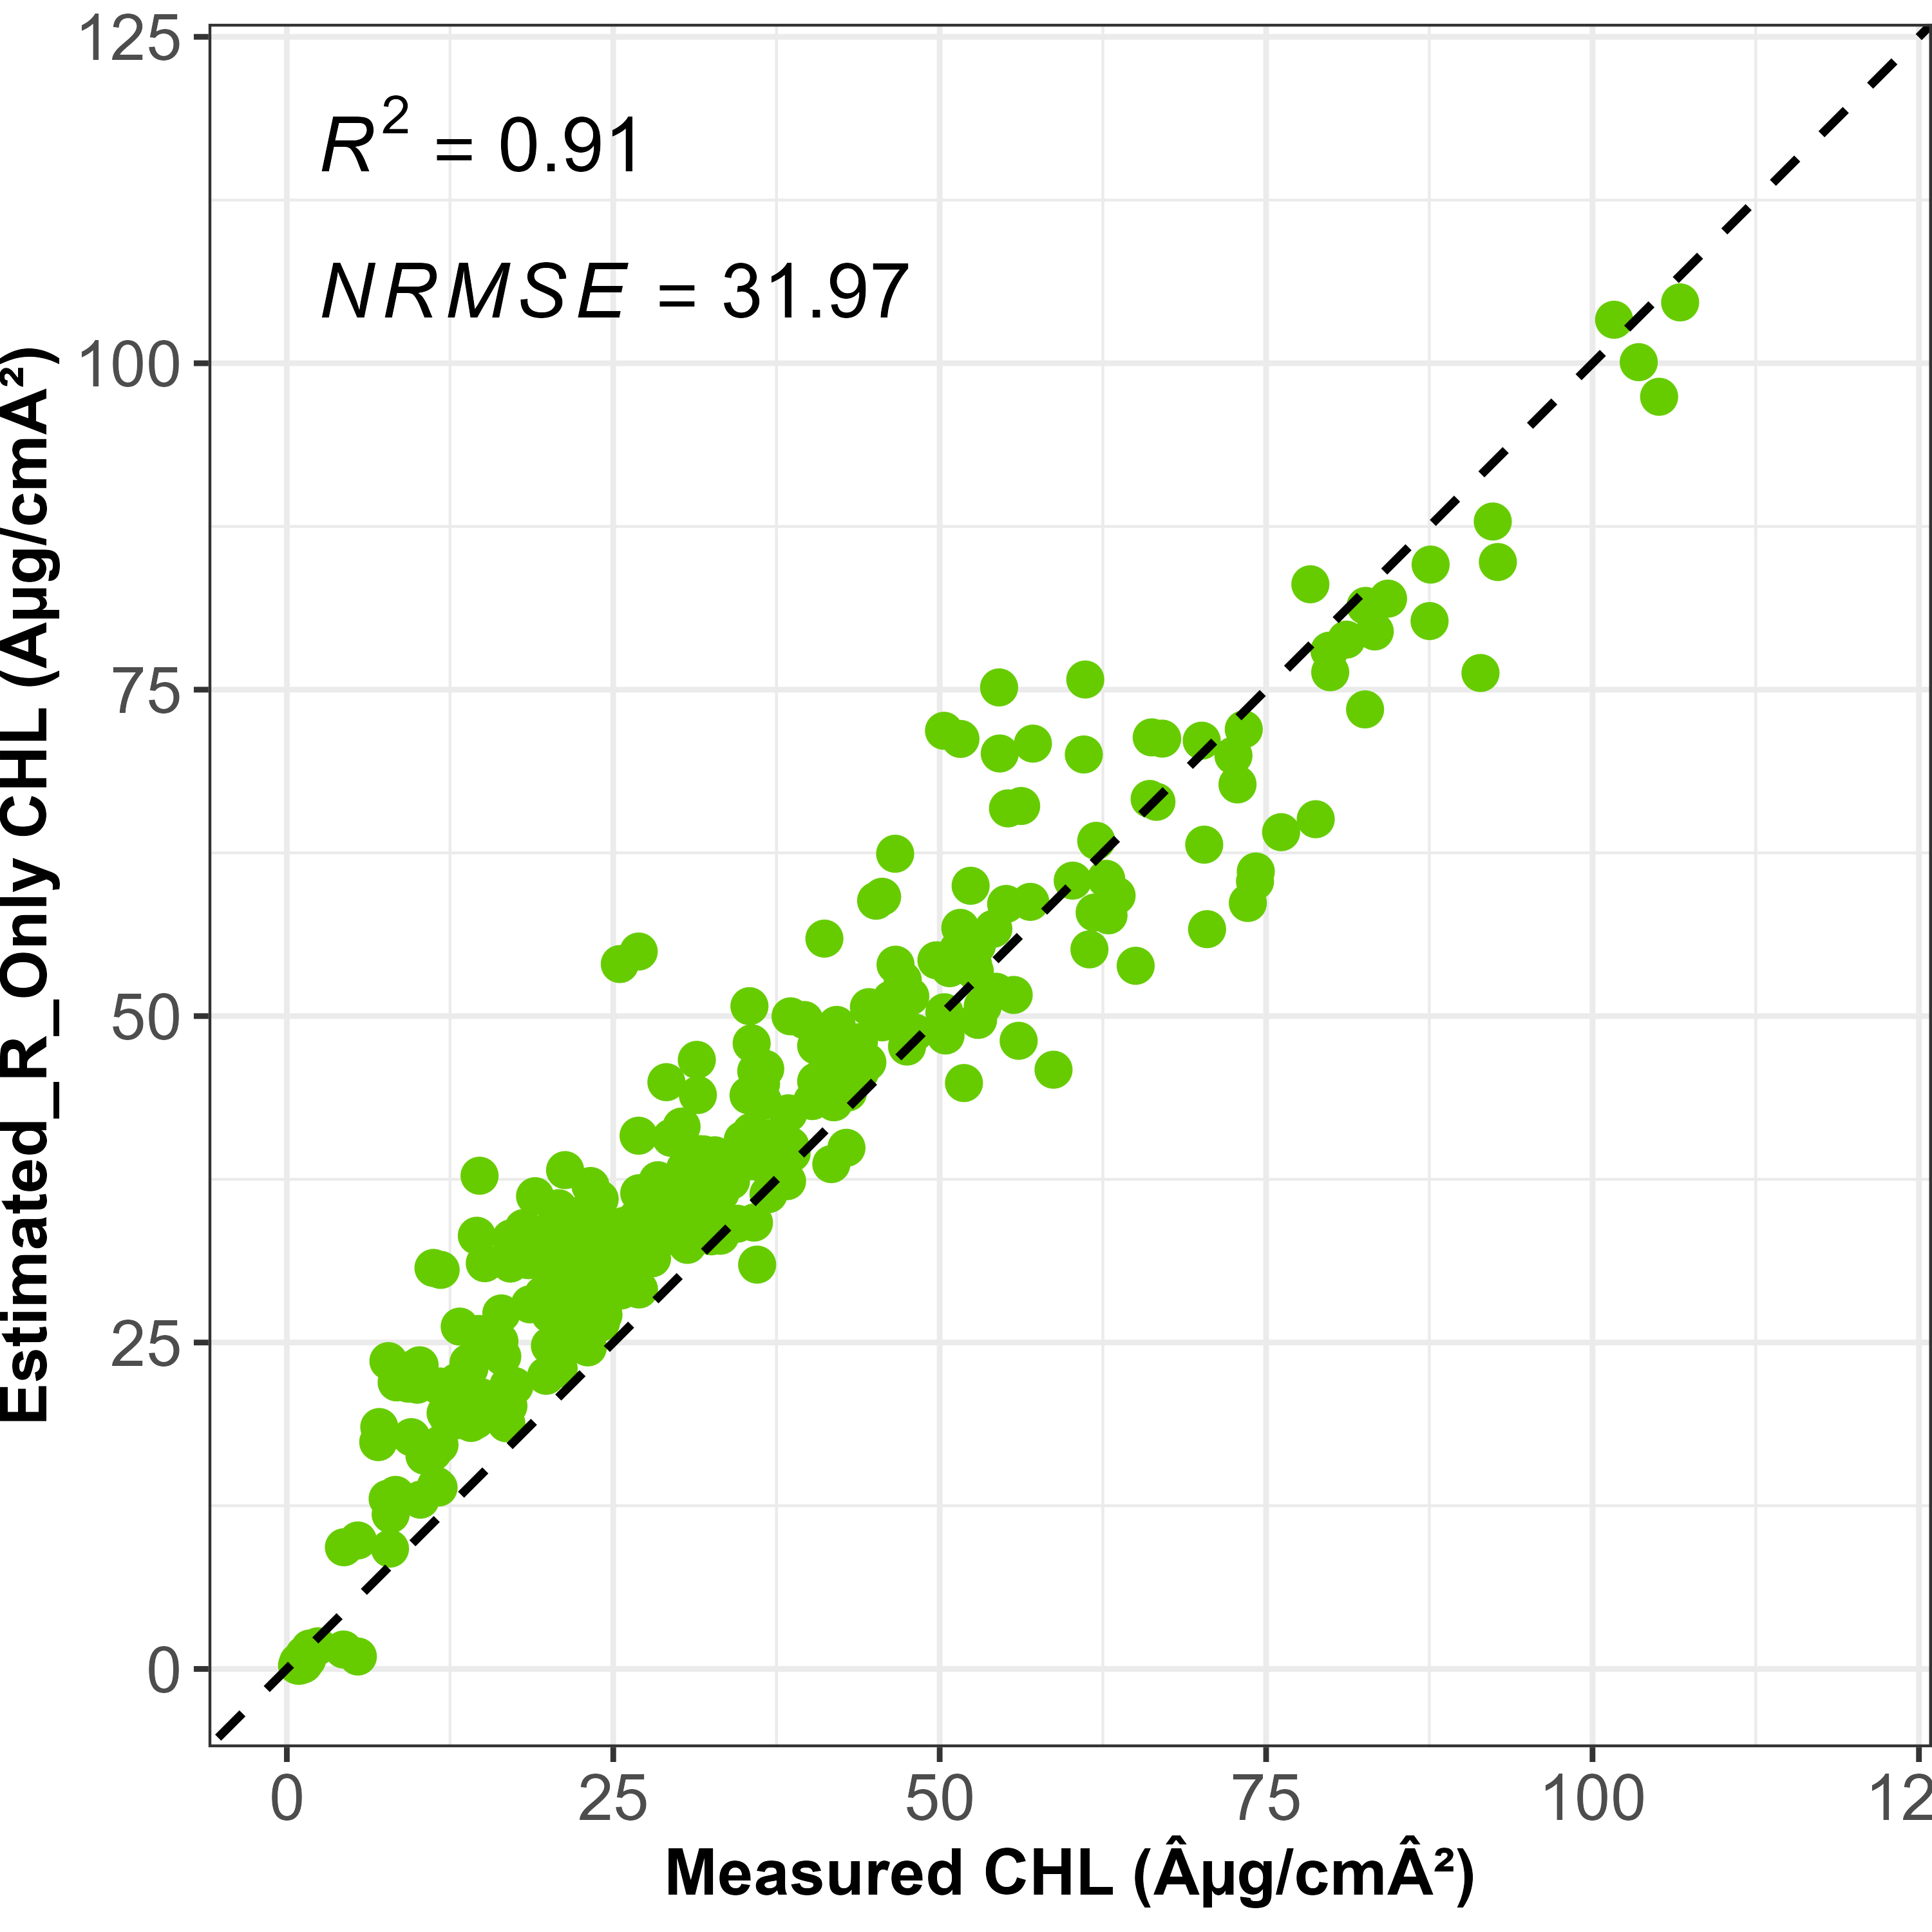 125
R² = 0.91
NRMSE = 31.97
100
75
50
25
0
Estimated_R_Only CHL (Âµg/cmÂ²)
0 25 50 75 100 12
Measured CHL (Âµg/cmÂ²)